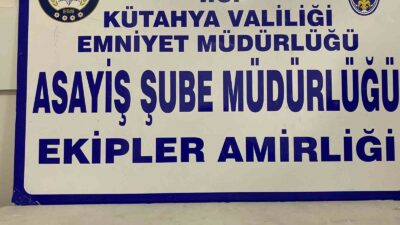 KÜTAHYA VALİLİĞİ
EMNİYET MÜDÜRLÜĞÜ
ASAYİŞ ŞUBE MÜDÜRLÜĞÜ
EKİPLER AMİRLİĞİ